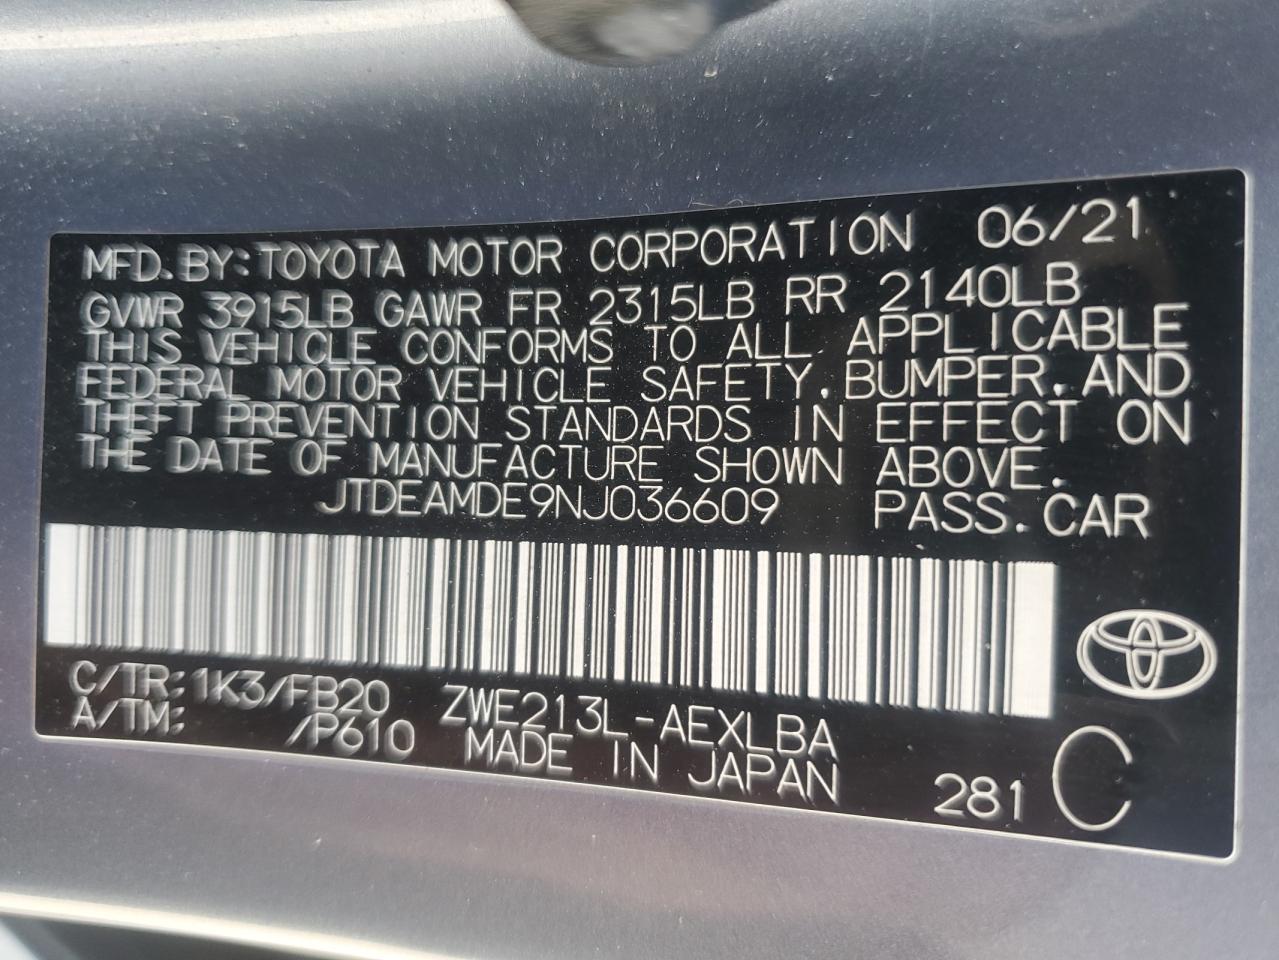 MFD. BY: TOYOTA MOTOR CORPORATION 06/21
GVWR 3915LB GAWR FR 2315LB RR 2140LB
THIS VEHICLE CONFORMS TO ALL APPLICABLE
FEDERAL MOTOR VEHICLE SAFETY, BUMPER, AND
THEFT PREVENTION STANDARDS IN EFFECT ON
THE DATE OF MANUFACTURE SHOWN ABOVE.
JTDEAMDE9NJ036609 PASS. CAR
C/TR: 1K3/FB20 ZWE213L-AEXLBA
A/TM: /P610 MADE IN JAPAN 281 C